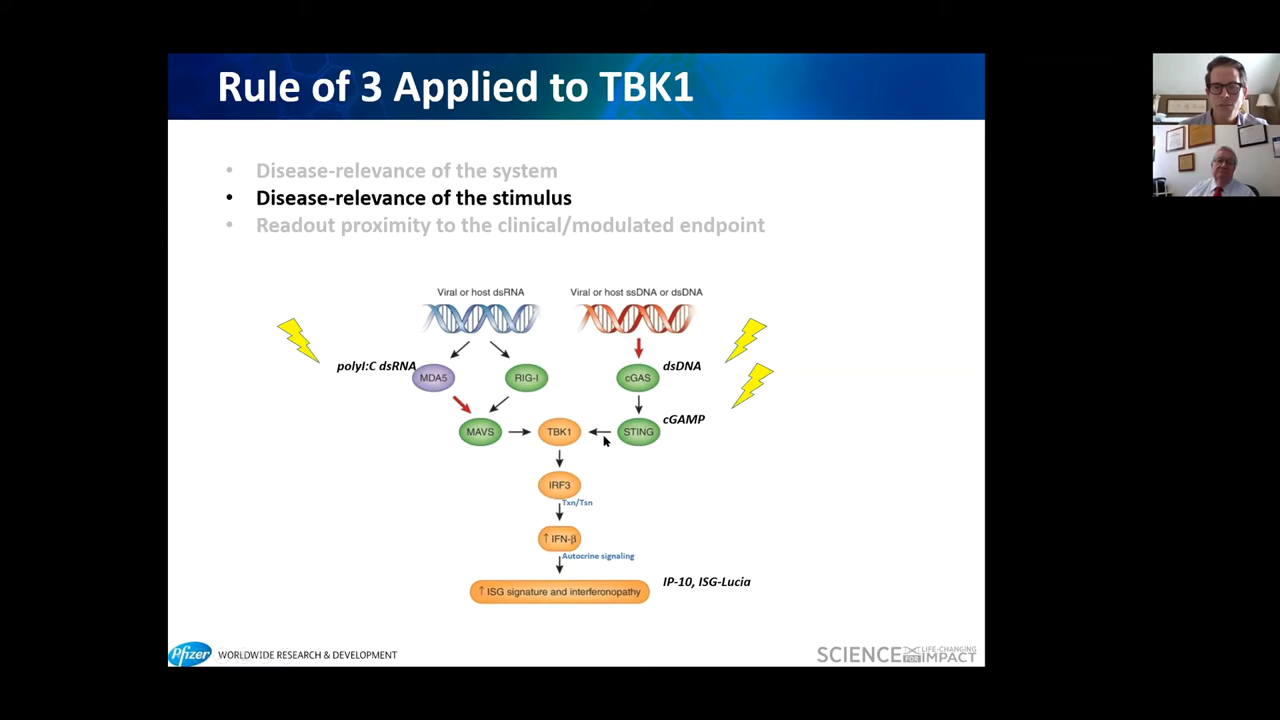 Rule of 3 Applied to TBK1
• Disease-relevance of the system
• Disease-relevance of the stimulus
• Readout proximity to the clinical/modulated endpoint
Viral or host dsRNA
Viral or host ssDNA or dsDNA
polyI:C dsRNA
dsDNA
MDA5
RIG-I
cGAS
cGAMP
MAVS
TBK1
STING
IRF3
Txn/Tsn
↑ IFN-β
Autocrine signaling
IP-10, ISG-Lucia
↑ ISG signature and interferonopathy
Pfizer
WORLDWIDE RESEARCH & DEVELOPMENT
SCIENCE FOR LIFE-CHANGING IMPACT